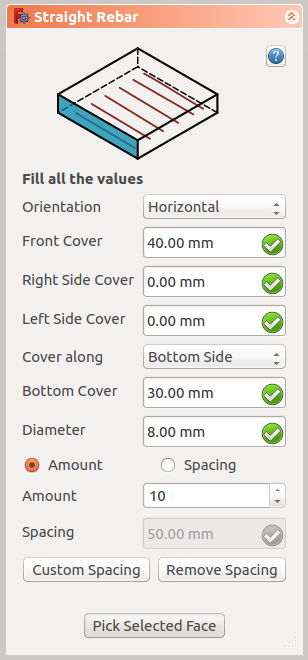 Straight Rebar
?
Fill all the values
Orientation Horizontal
Front Cover 40.00 mm
Right Side Cover 0.00 mm
Left Side Cover 0.00 mm
Cover along Bottom Side
Bottom Cover 30.00 mm
Diameter 8.00 mm
Amount Spacing
Amount 10
Spacing 50.00 mm
Custom Spacing Remove Spacing
Pick Selected Face